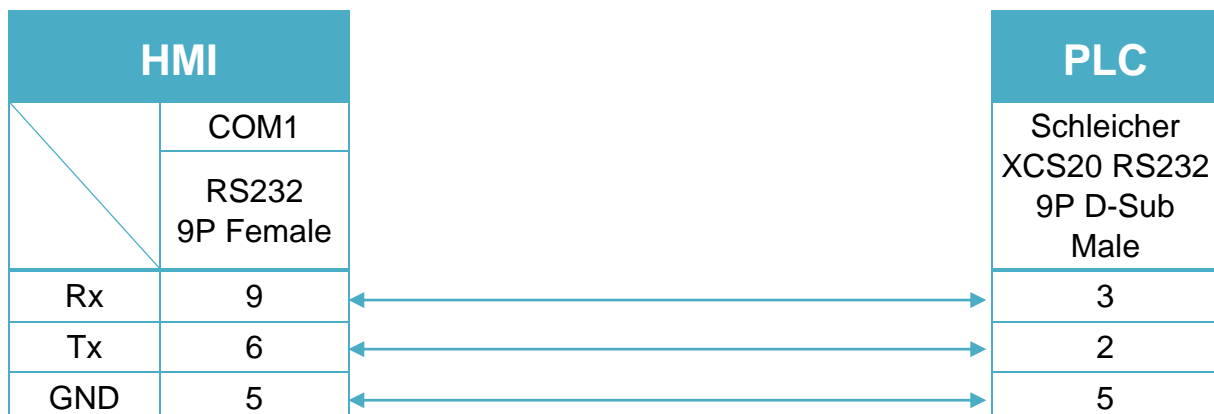 HMI
PLC
COM1
RS232
9P Female
Schleicher
XCS20 RS232
9P D-Sub
Male
Rx 9 3
Tx 6 2
GND 5 5